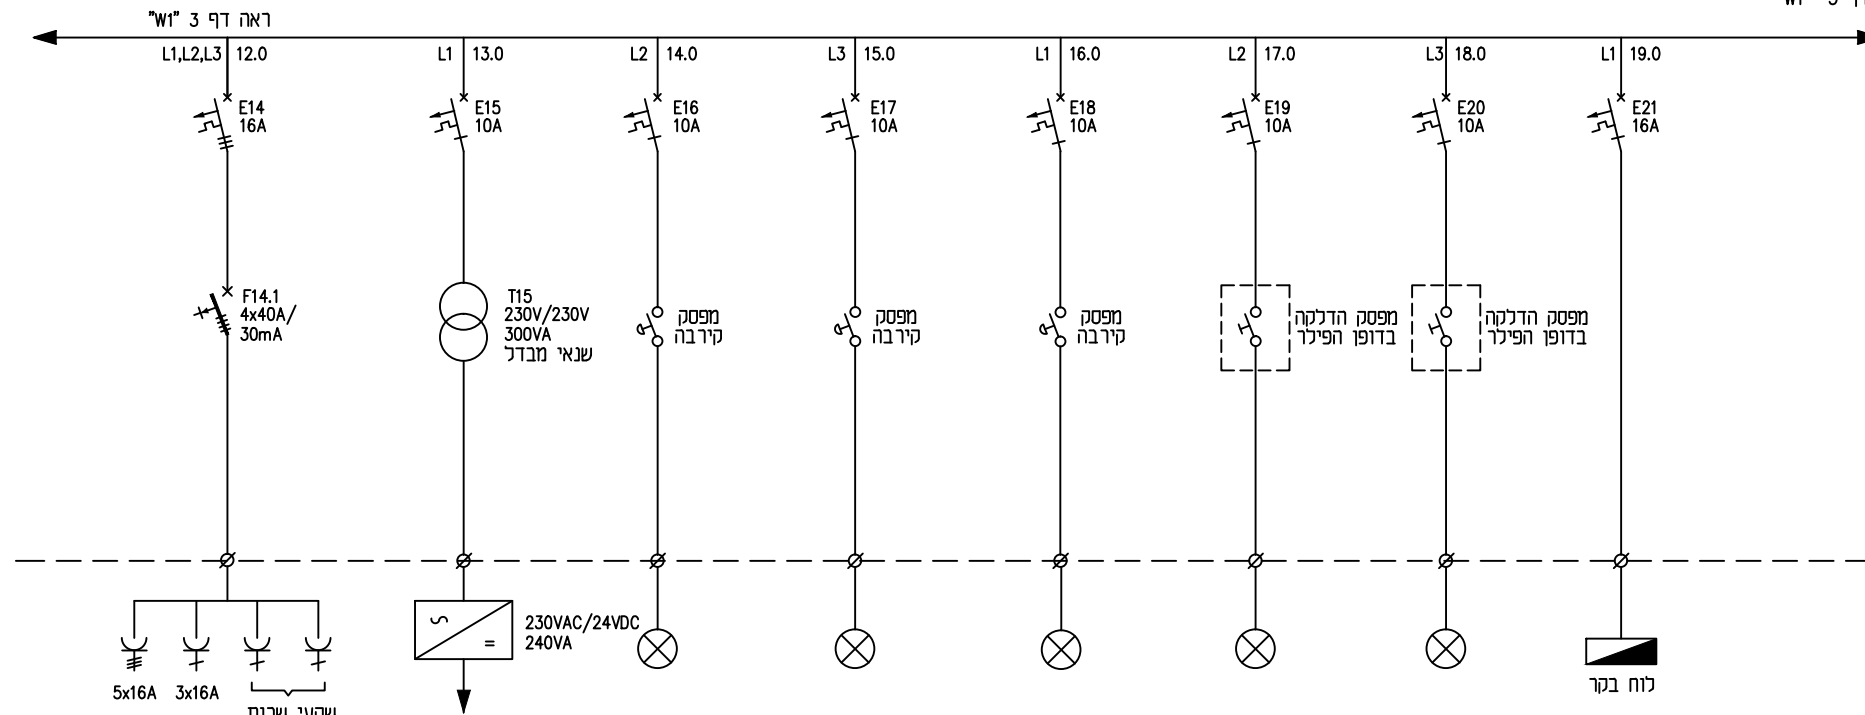 ראה דף 3 "W1"
L1,L2,L3 12.0
L1 13.0
L2 14.0
L3 15.0
L1 16.0
L2 17.0
L3 18.0
L1 19.0
E14
16A
E15
10A
E16
10A
E17
10A
E18
10A
E19
10A
E20
10A
E21
16A
F14.1
4x40A/
30mA
T15
230V/230V
300VA
שנאי מבדל
מפסק
קירבה
מפסק
קירבה
מפסק
קירבה
מפסק הדלקה
בדופן הפילר
מפסק הדלקה
בדופן הפילר
230VAC/24VDC
240VA
5x16A
3x16A
שקעי שרות
לוח בקר